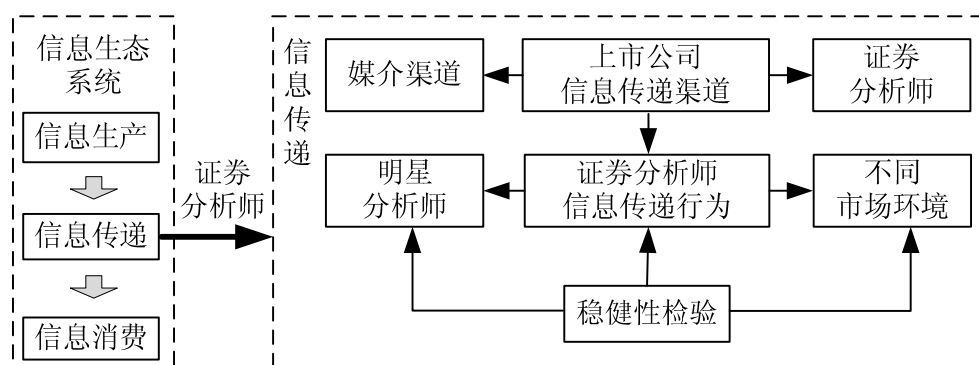 信息生态
系统
信息生产
信息传递
信息消费
证券
分析师
信
息
传
递
媒介渠道
上市公司
信息传递渠道
证券
分析师
明星
分析师
证券分析师
信息传递行为
不同
市场环境
稳健性检验